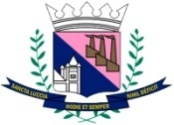 SANCTA LUCCIA
HODIE ET SEMPER
NIHIL DEFICIT